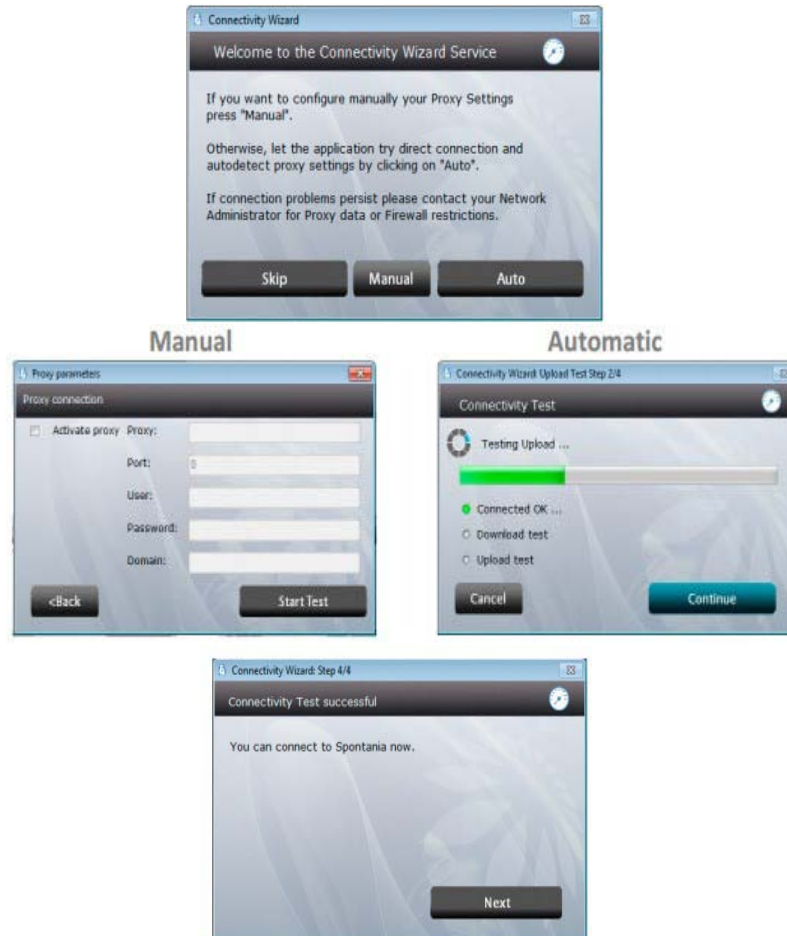 Connectivity Wizard
Welcome to the Connectivity Wizard Service
If you want to configure manually your Proxy Settings
press "Manual".
Otherwise, let the application try direct connection and
autodetect proxy settings by clicking on "Auto".
If connection problems persist please contact your Network
Administrator for Proxy data or Firewall restrictions.
Skip
Manual
Auto
Manual
Proxy parameters
Proxy connection
Activate proxy
Proxy:
Port:
0
User:
Password:
Domain:
<Back
Start Test
Automatic
Connectivity Wizard: Upload Test Step 2/4
Connectivity Test
Testing Upload ...
Connected OK ...
Download test
Upload test
Cancel
Continue
Connectivity Wizard: Step 4/4
Connectivity Test successful
You can connect to Spontania now.
Next